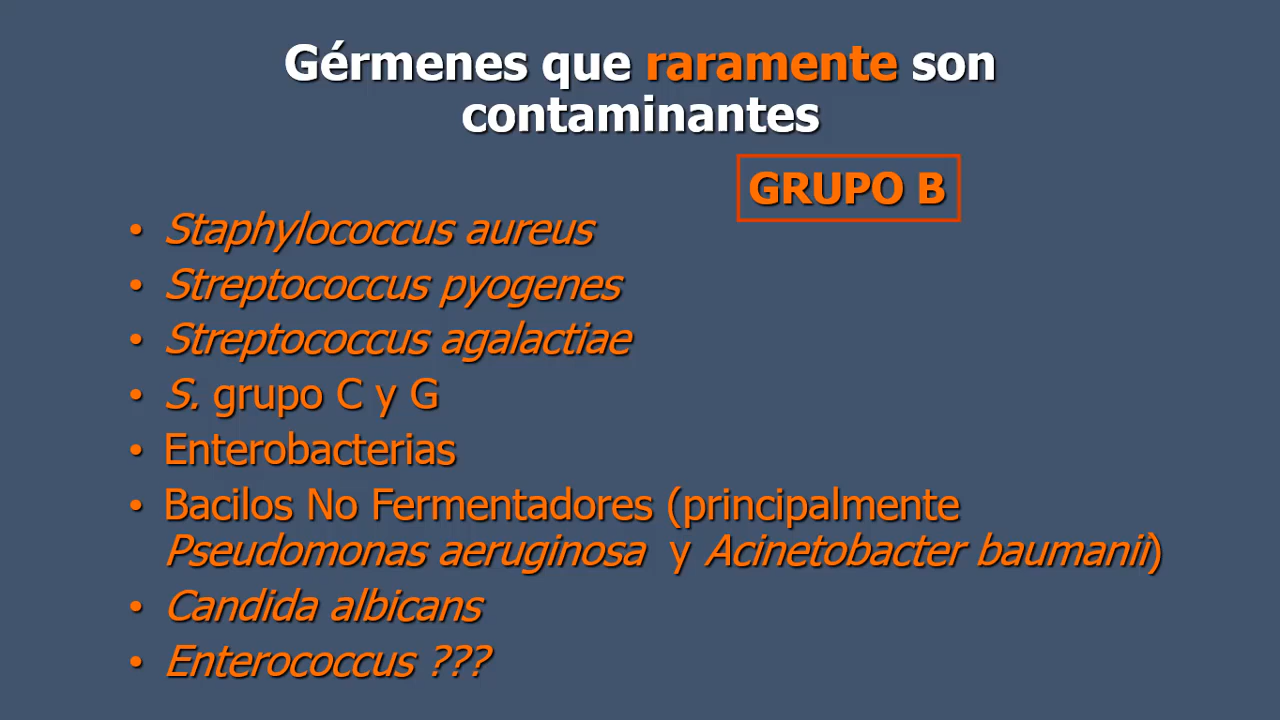 Gérmenes que raramente son
contaminantes
GRUPO B
• Staphylococcus aureus
• Streptococcus pyogenes
• Streptococcus agalactiae
• S. grupo C y G
• Enterobacterias
• Bacilos No Fermentadores (principalmente
Pseudomonas aeruginosa y Acinetobacter baumanii)
• Candida albicans
• Enterococcus ???